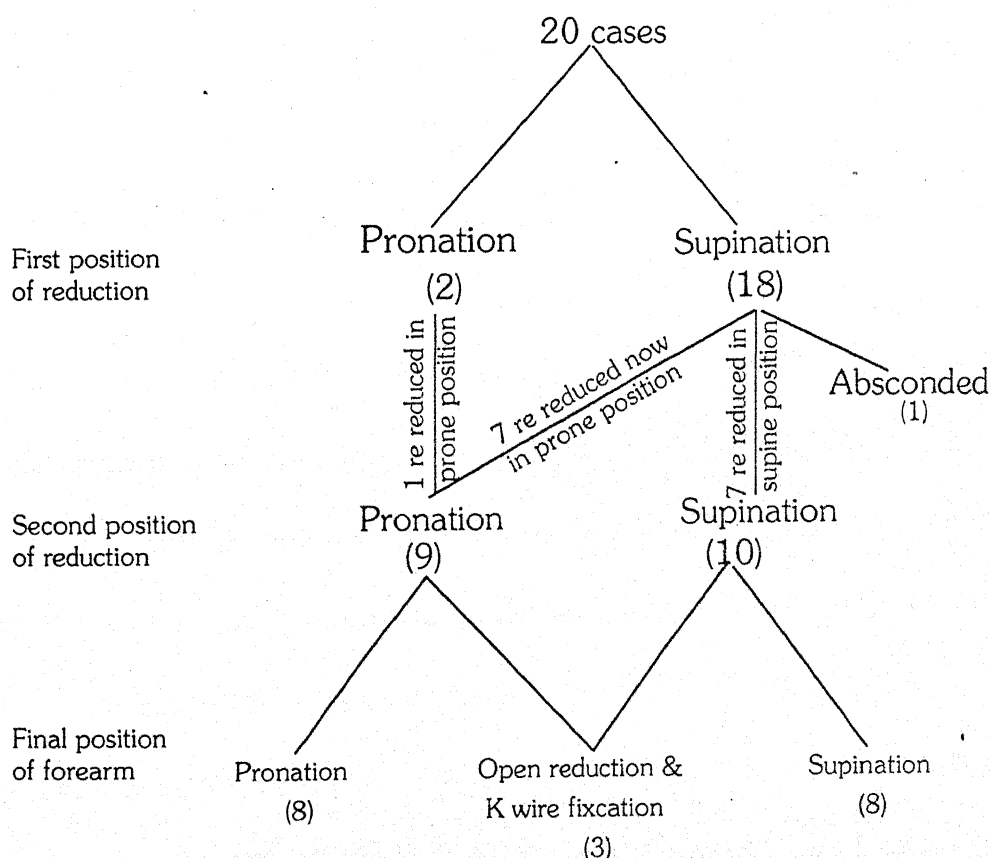 20 cases
Pronation
Supination
First position
of reduction
(2)
(18)
1 re reduced in
prone position
7 re reduced now
in prone position
7 re reduced in
supine position
Absconded
(1)
Second position
of reduction
Pronation
Supination
(9)
(10)
Final position
of forearm
Pronation
Open reduction &
Supination
(8)
K wire fixcation
(8)
(3)